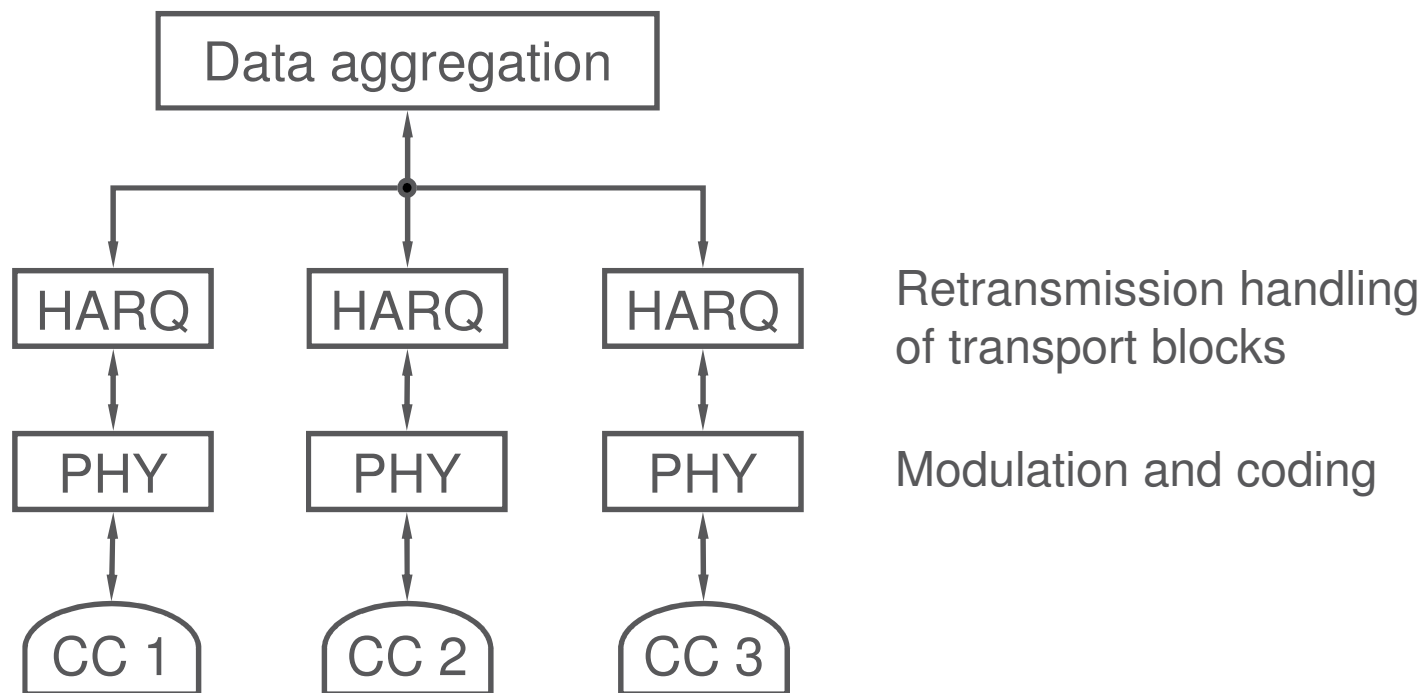 Data aggregation
HARQ HARQ HARQ
Retransmission handling
of transport blocks
PHY PHY PHY
Modulation and coding
CC 1 CC 2 CC 3